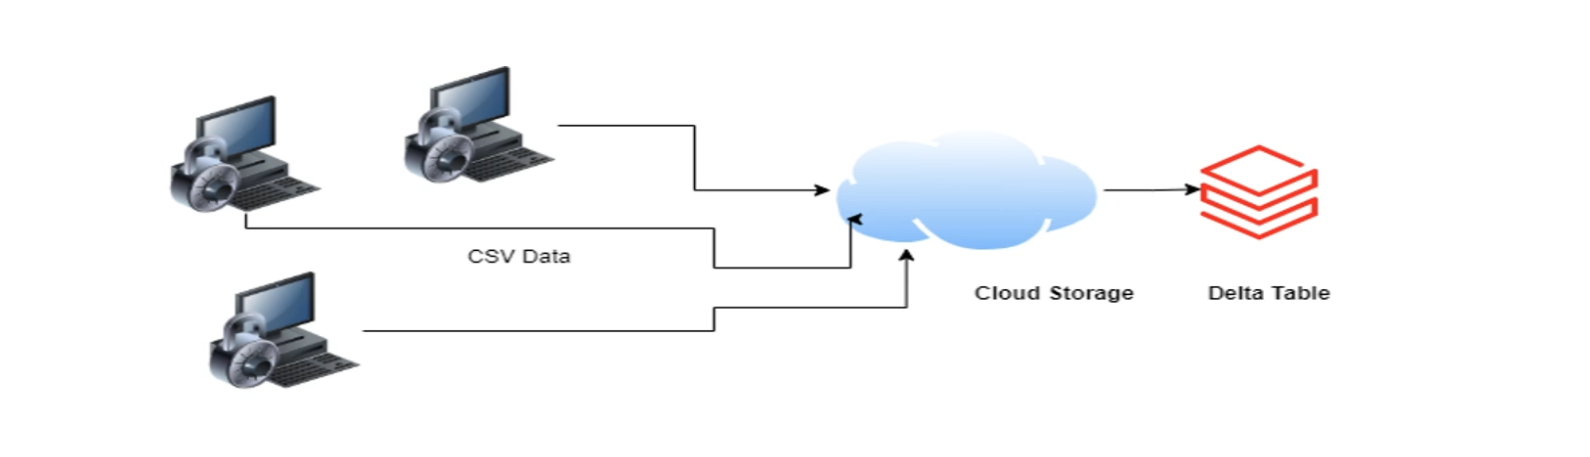 CSV Data
Cloud Storage
Delta Table